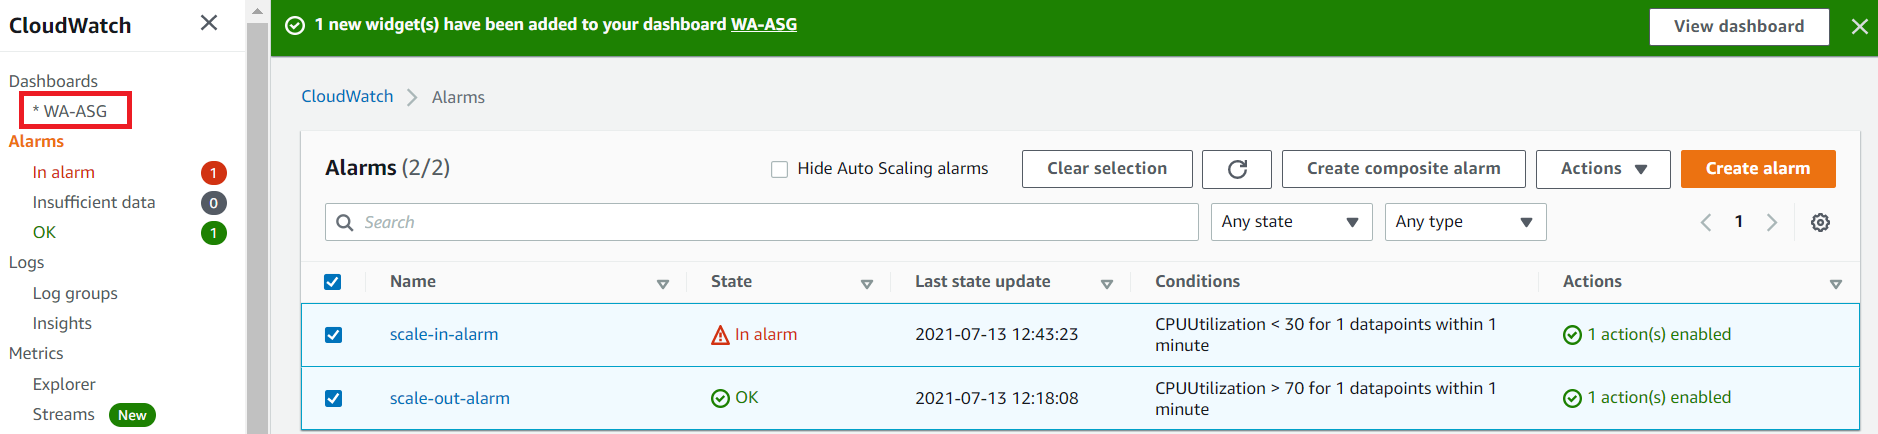 CloudWatch
1 new widget(s) have been added to your dashboard WA-ASG
View dashboard
Dashboards
* WA-ASG
Alarms
In alarm 1
Insufficient data 0
OK 1
Logs
Log groups
Insights
Metrics
Explorer
Streams New
CloudWatch Alarms
Alarms (2/2)
Hide Auto Scaling alarms
Clear selection
Create composite alarm
Actions
Create alarm
Search
Any state
Any type
1
Name State Last state update Conditions Actions
scale-in-alarm In alarm 2021-07-13 12:43:23 CPUUtilization < 30 for 1 datapoints within 1
minute
1 action(s) enabled
scale-out-alarm OK 2021-07-13 12:18:08 CPUUtilization > 70 for 1 datapoints within 1
minute
1 action(s) enabled